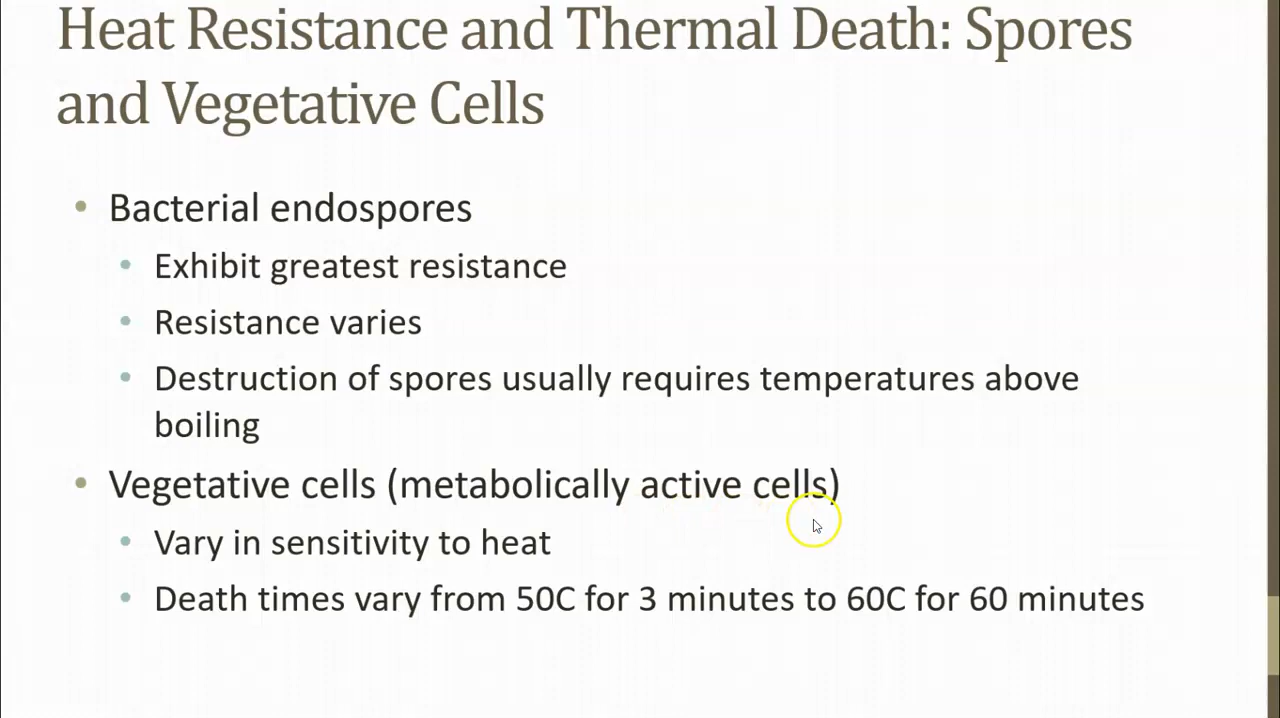 Heat Resistance and Thermal Death: Spores
and Vegetative Cells
• Bacterial endospores
• Exhibit greatest resistance
• Resistance varies
• Destruction of spores usually requires temperatures above
boiling
• Vegetative cells (metabolically active cells)
• Vary in sensitivity to heat
• Death times vary from 50C for 3 minutes to 60C for 60 minutes